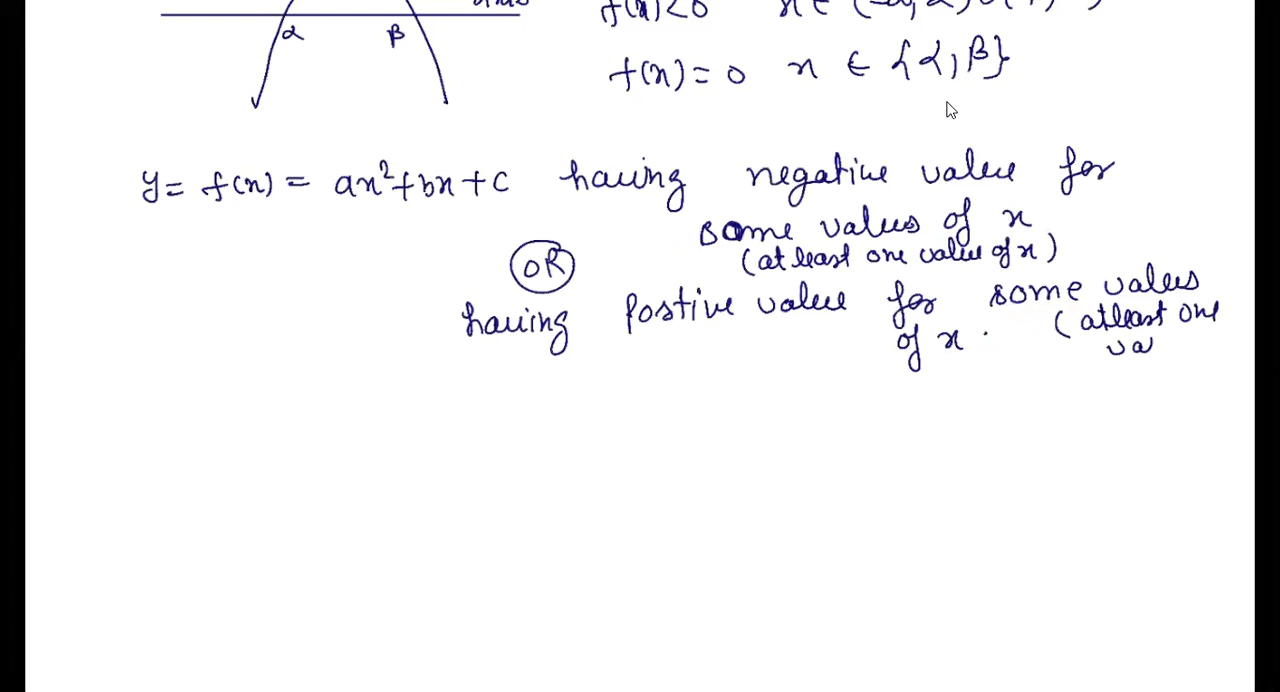 f(x)<0 x ∈
α β
f(x) = 0 x ∈ {α, β}
y = f(x) = ax²+bx+c having negative value for
some values of x
(at least one value of x)
OR
having postive value for some values
of x. (atleast one
va